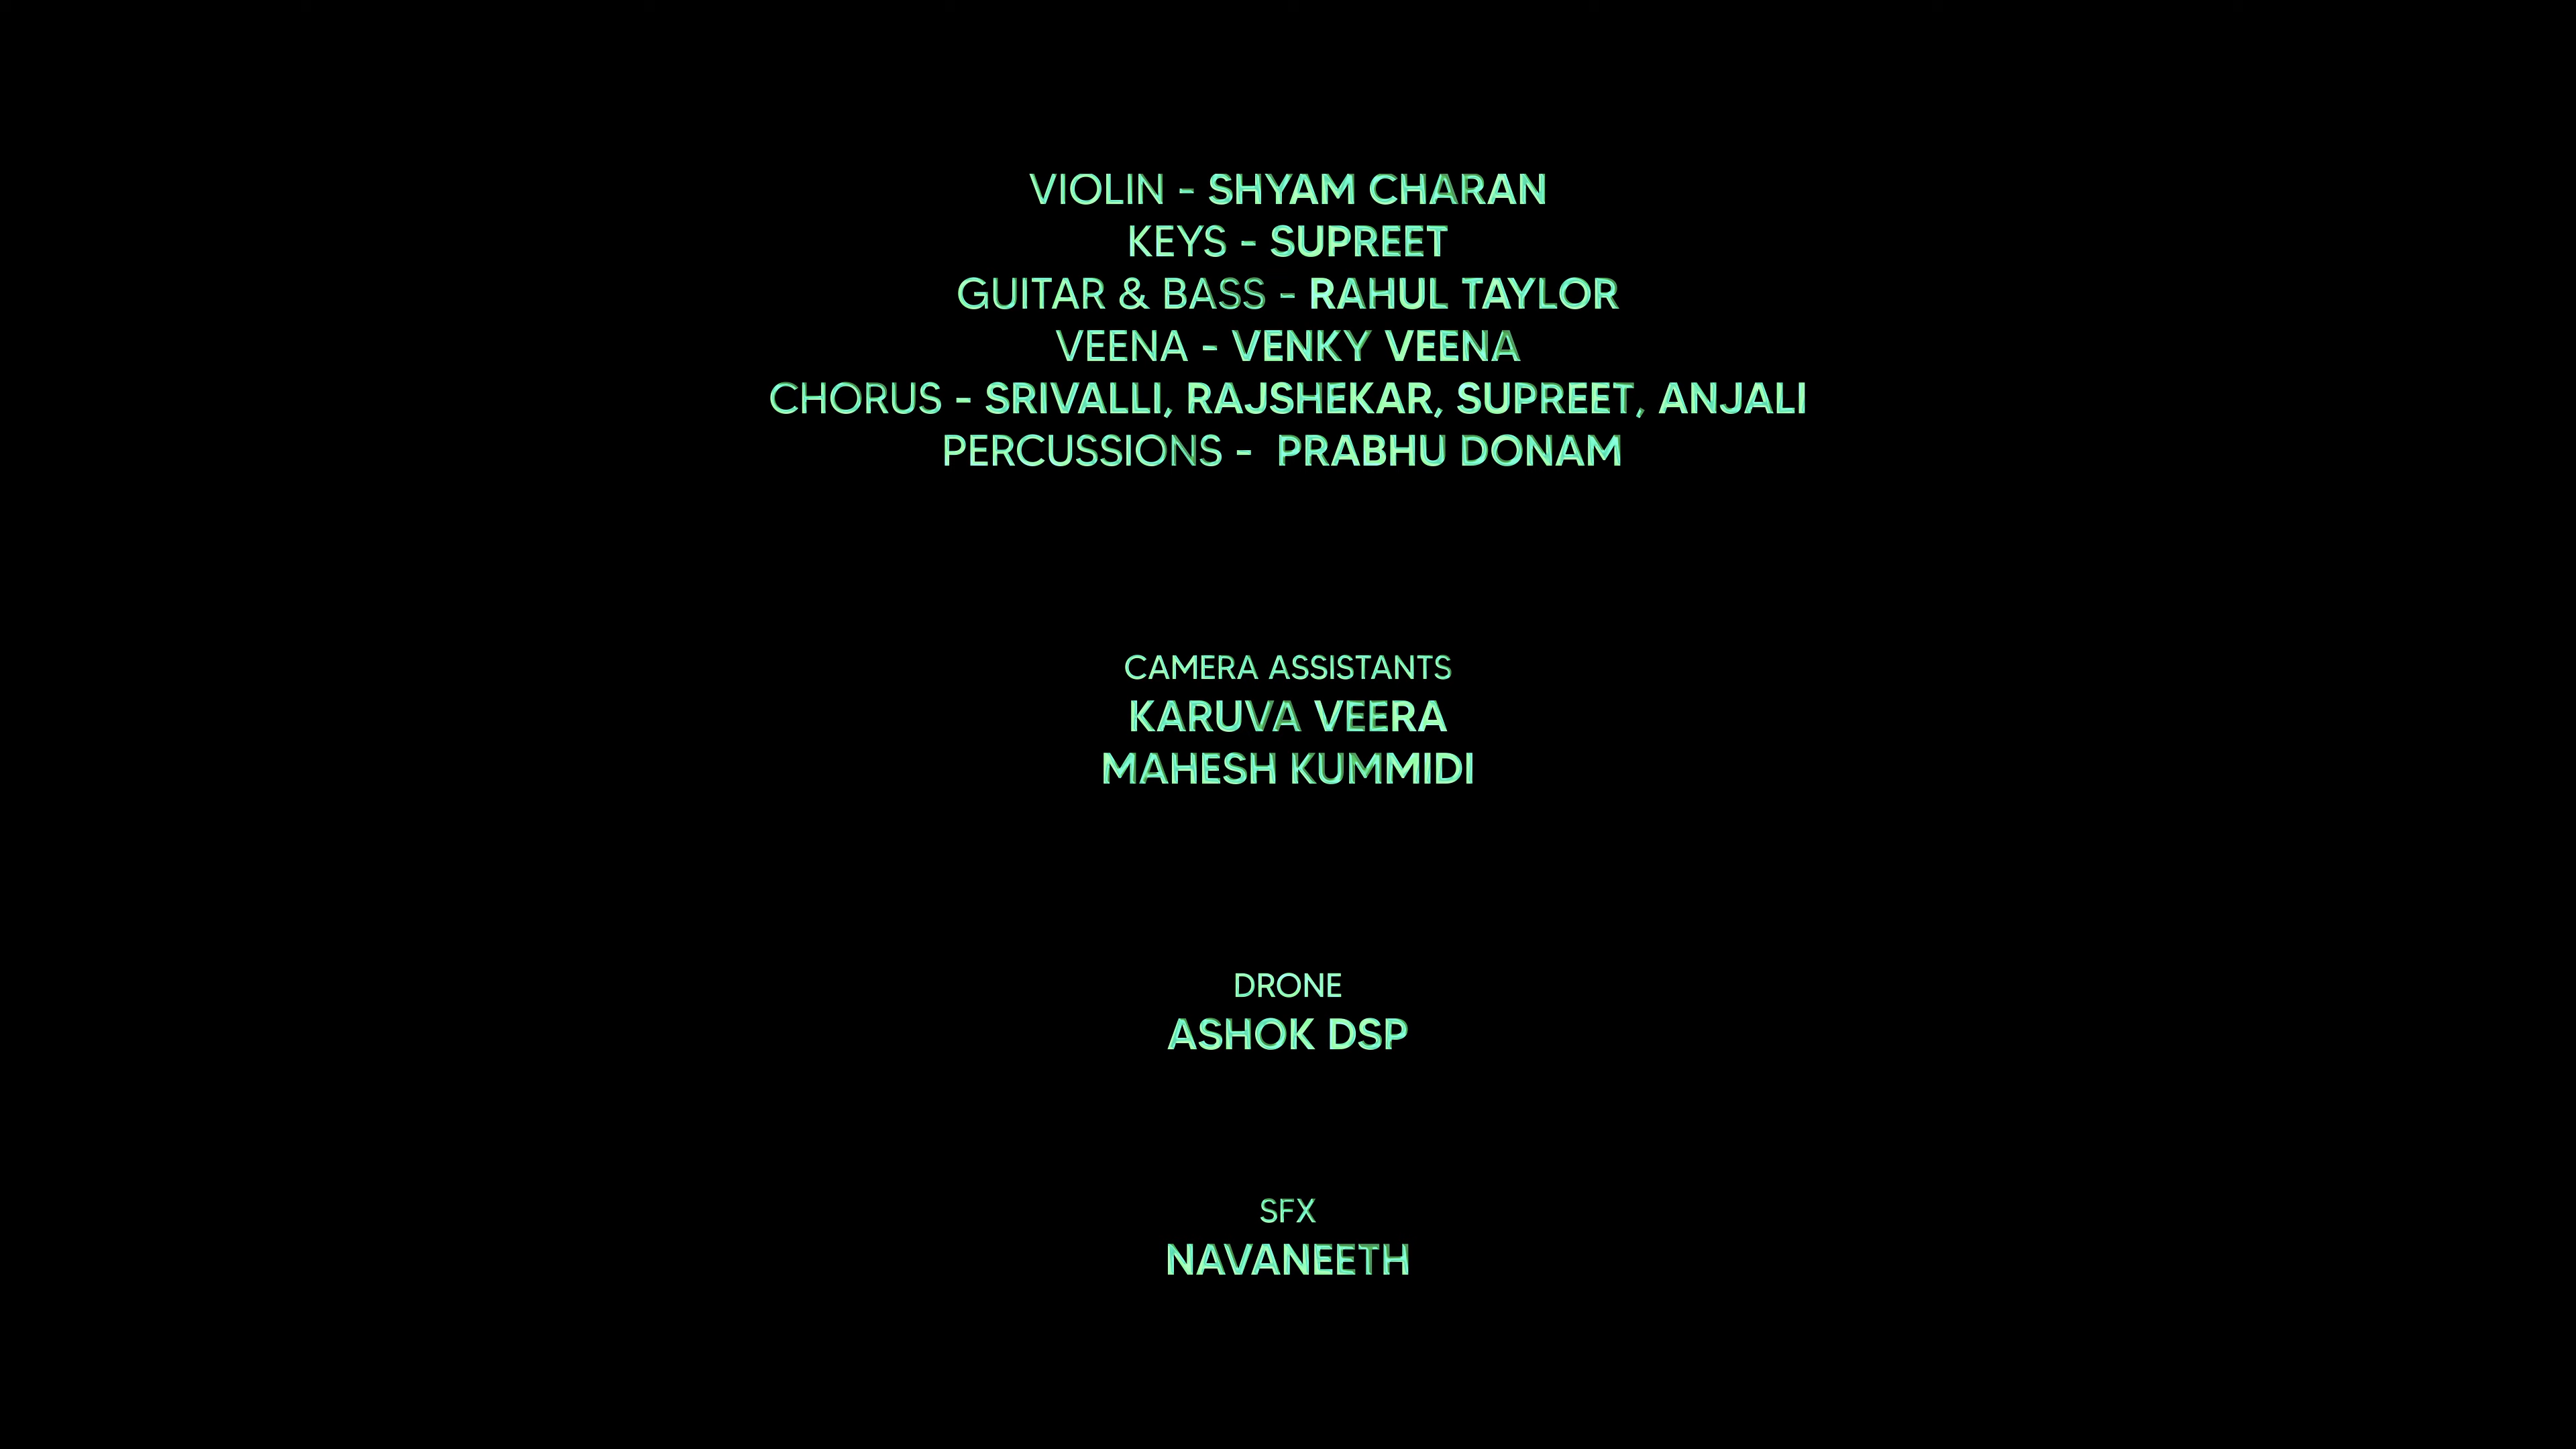 VIOLIN - SHYAM CHARAN
KEYS - SUPREET
GUITAR & BASS - RAHUL TAYLOR
VEENA - VENKY VEENA
CHORUS - SRIVALLI, RAJSHEKAR, SUPREET, ANJALI
PERCUSSIONS - PRABHU DONAM
CAMERA ASSISTANTS
KARUVA VEERA
MAHESH KUMMIDI
DRONE
ASHOK DSP
SFX
NAVANEETH